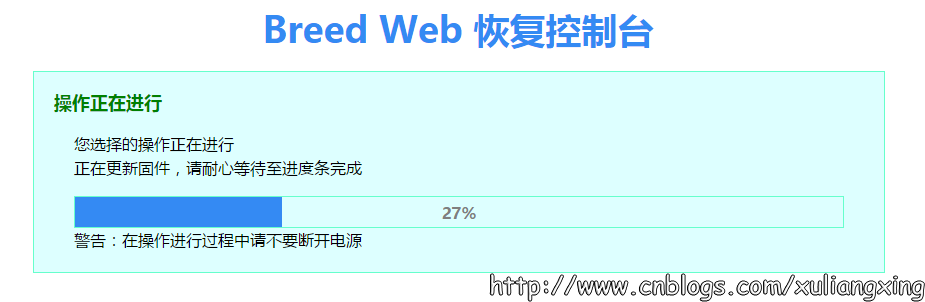 Breed Web 恢复控制台
操作正在进行
您选择的操作正在进行
正在更新固件，请耐心等待至进度条完成
27%
警告：在操作进行过程中请不要断开电源
http://www.cnblogs.com/xuliangxing